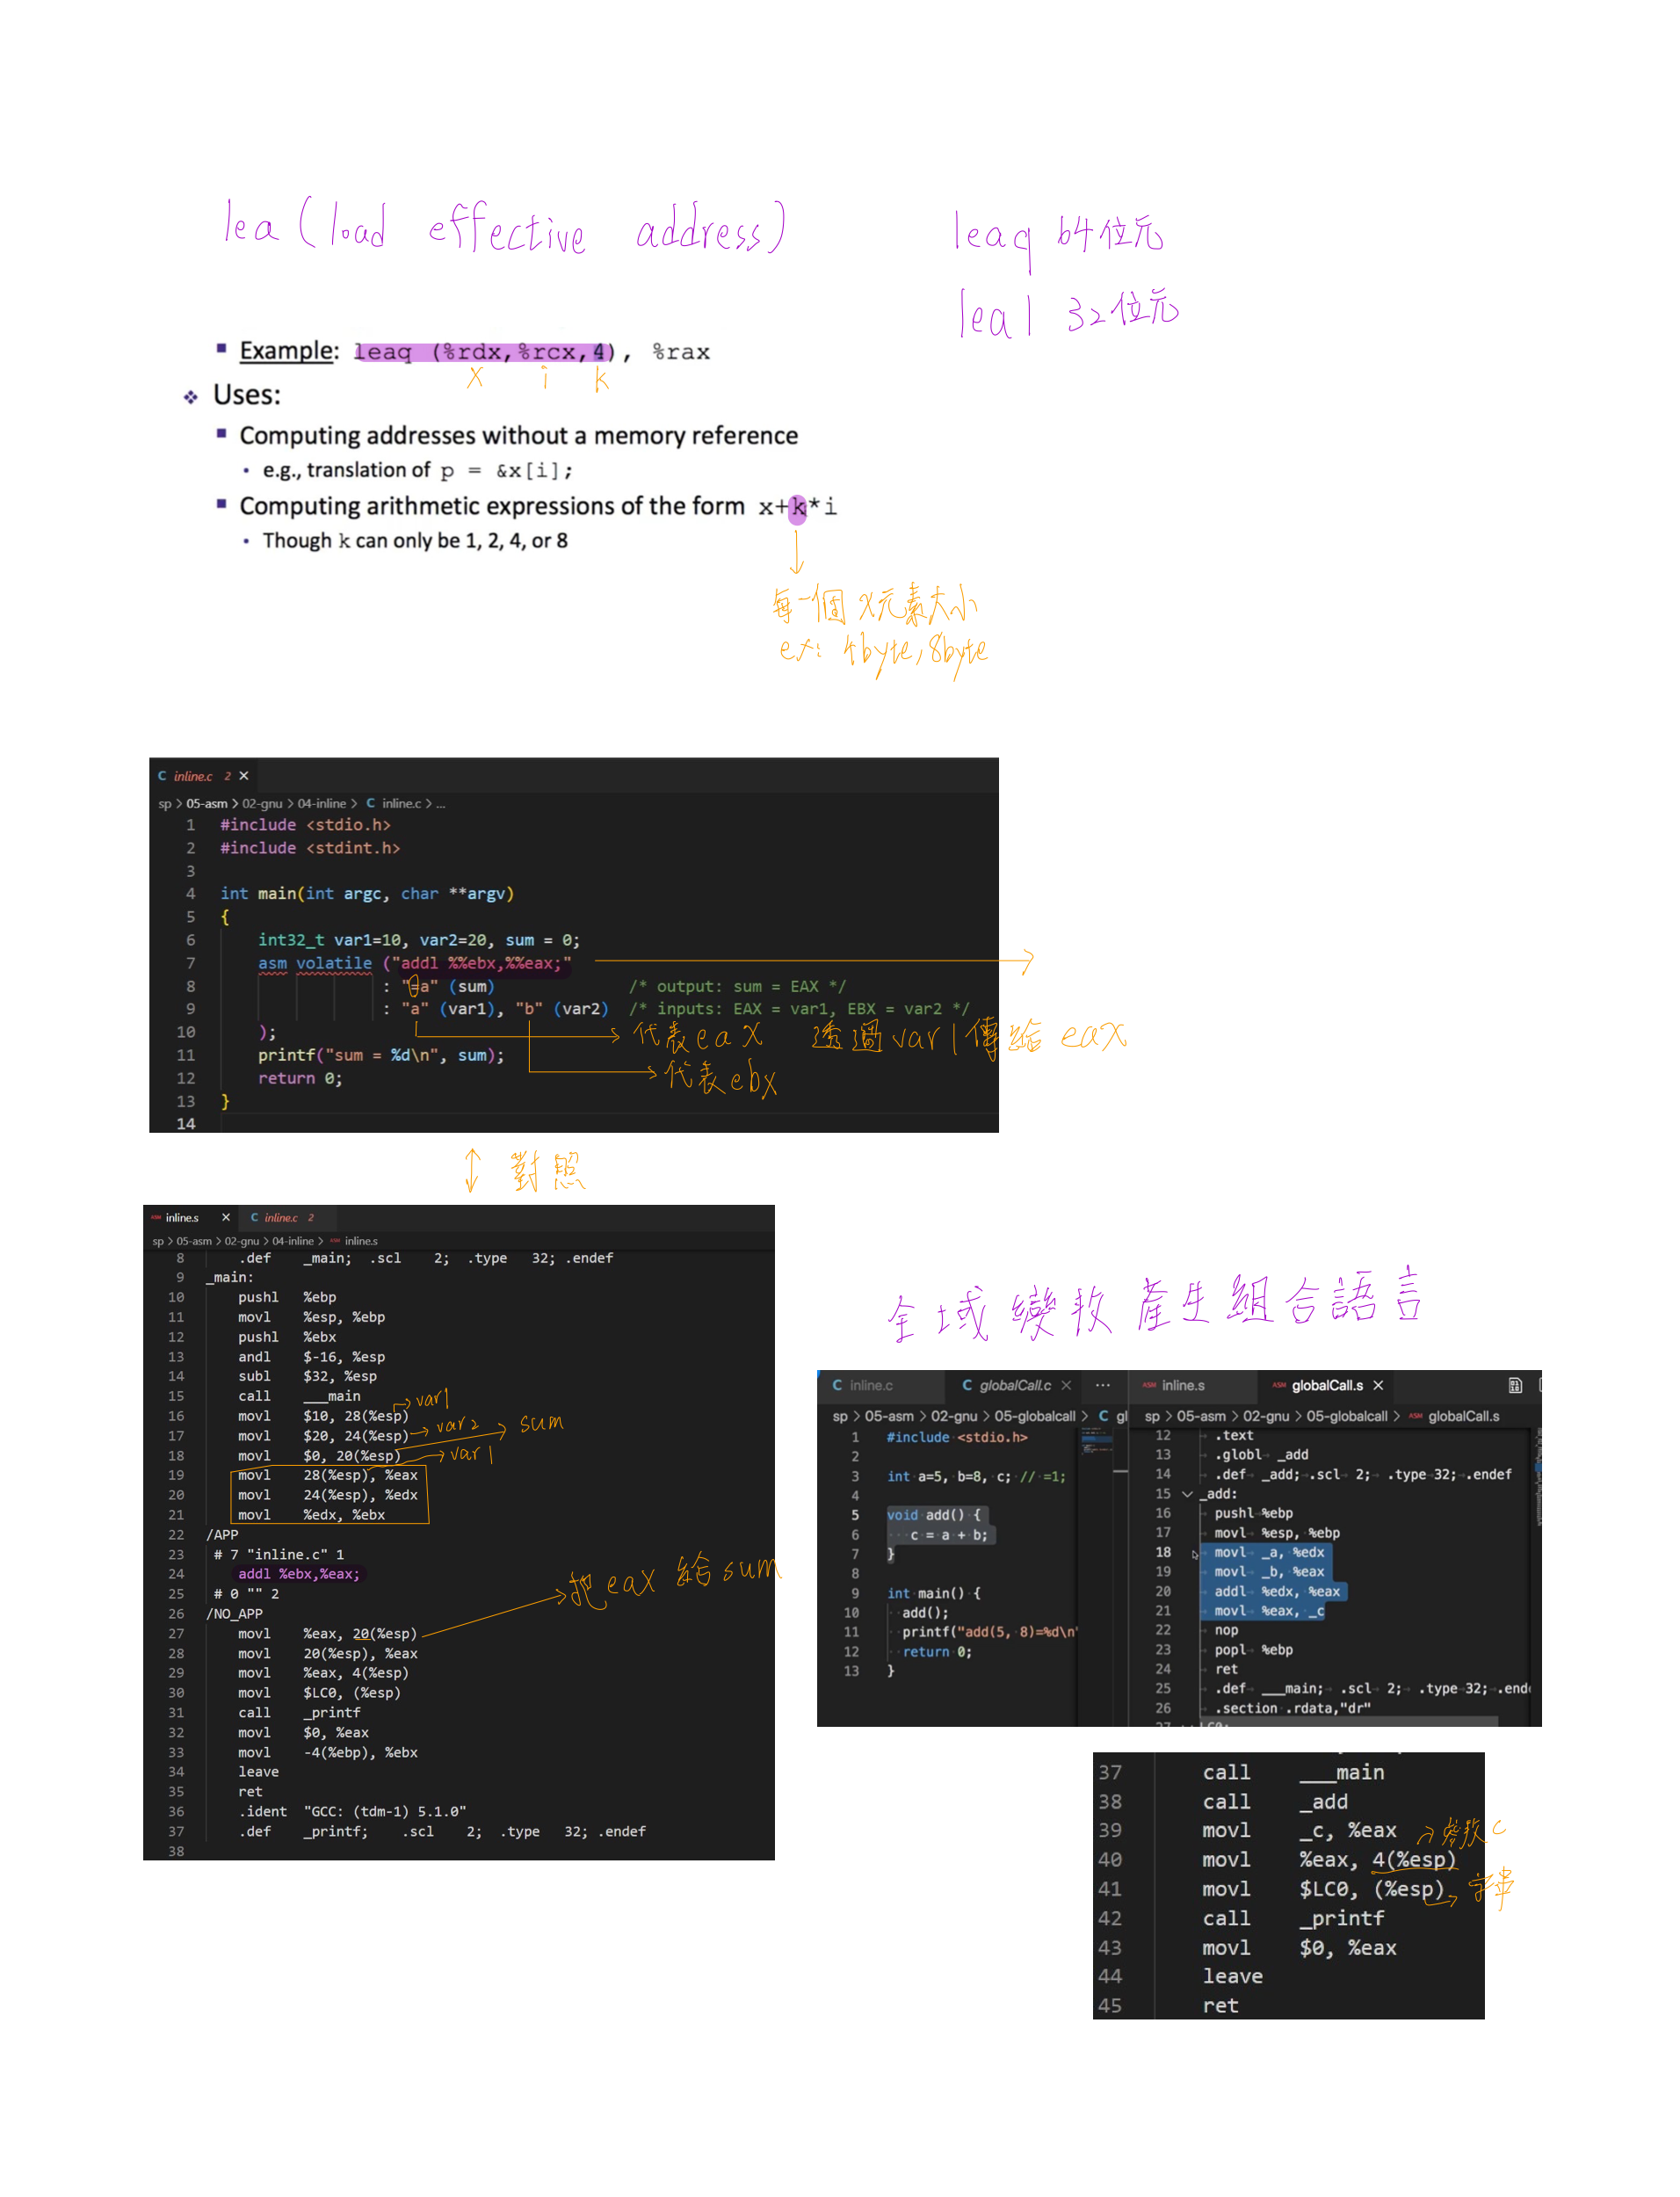 lea (load effective address)
leaq 64位元
leal 32位元
Example: leaq (%rdx,%rcx,4), %rax
x i k
Uses:
Computing addresses without a memory reference
e.g., translation of p = &x[i];
Computing arithmetic expressions of the form x+k*i
Though k can only be 1, 2, 4, or 8
每一個x元素大小
ex: 4byte, 8byte
C inline.c 2 ×
sp > 05-asm > 02-gnu > 04-inline > C inline.c > ...
1 #include <stdio.h>
2 #include <stdint.h>
3
4 int main(int argc, char **argv)
5 {
6 int32_t var1=10, var2=20, sum = 0;
7 asm volatile ("addl %%ebx,%%eax;"
8 : "=a" (sum) /* output: sum = EAX */
9 : "a" (var1), "b" (var2) /* inputs: EAX = var1, EBX = var2 */
10 );
代表eax 透過var1傳給eax
11 printf("sum = %d\n", sum);
12 return 0;
代表ebx
13 }
14
對照
ASM inline.s × C inline.c 2
sp > 05-asm > 02-gnu > 04-inline > ASM inline.s
8 .def _main; .scl 2; .type 32; .endef
9 _main:
10 pushl %ebp
11 movl %esp, %ebp
12 pushl %ebx
13 andl $-16, %esp
14 subl $32, %esp
15 call ___main
16 movl $10, 28(%esp) var1
17 movl $20, 24(%esp) var2 sum
18 movl $0, 20(%esp) var1
19 movl 28(%esp), %eax
20 movl 24(%esp), %edx
21 movl %edx, %ebx
22 /APP
23 # 7 "inline.c" 1
24 addl %ebx,%eax;
25 # 0 "" 2
把eax給sum
26 /NO_APP
27 movl %eax, 20(%esp)
28 movl 20(%esp), %eax
29 movl %eax, 4(%esp)
30 movl $LC0, (%esp)
31 call _printf
32 movl $0, %eax
33 movl -4(%ebp), %ebx
34 leave
35 ret
36 .ident "GCC: (tdm-1) 5.1.0"
37 .def _printf; .scl 2; .type 32; .endef
38
全域變數產生組合語言
C inline.c C globalCall.c × ...
sp > 05-asm > 02-gnu > 05-globalcall > C gl
1 #include <stdio.h>
2
3 int a=5, b=8, c; // =1;
4
5 void add() {
6 c = a + b;
7 }
8
9 int main() {
10 add();
11 printf("add(5, 8)=%d\n"
12 return 0;
13 }
ASM inline.s ASM globalCall.s ×
sp > 05-asm > 02-gnu > 05-globalcall > ASM globalCall.s
12 .text
13 .globl _add
14 .def _add; .scl 2; .type 32; .endef
15 _add:
16 pushl %ebp
17 movl %esp, %ebp
18 movl _a, %edx
19 movl _b, %eax
20 addl %edx, %eax
21 movl %eax, _c
22 nop
23 popl %ebp
24 ret
25 .def ___main; .scl 2; .type 32; .ende
26 .section .rdata,"dr"
27 LC0:
37 call ___main
38 call _add
39 movl _c, %eax 變數c
40 movl %eax, 4(%esp)
41 movl $LC0, (%esp) 字串
42 call _printf
43 movl $0, %eax
44 leave
45 ret